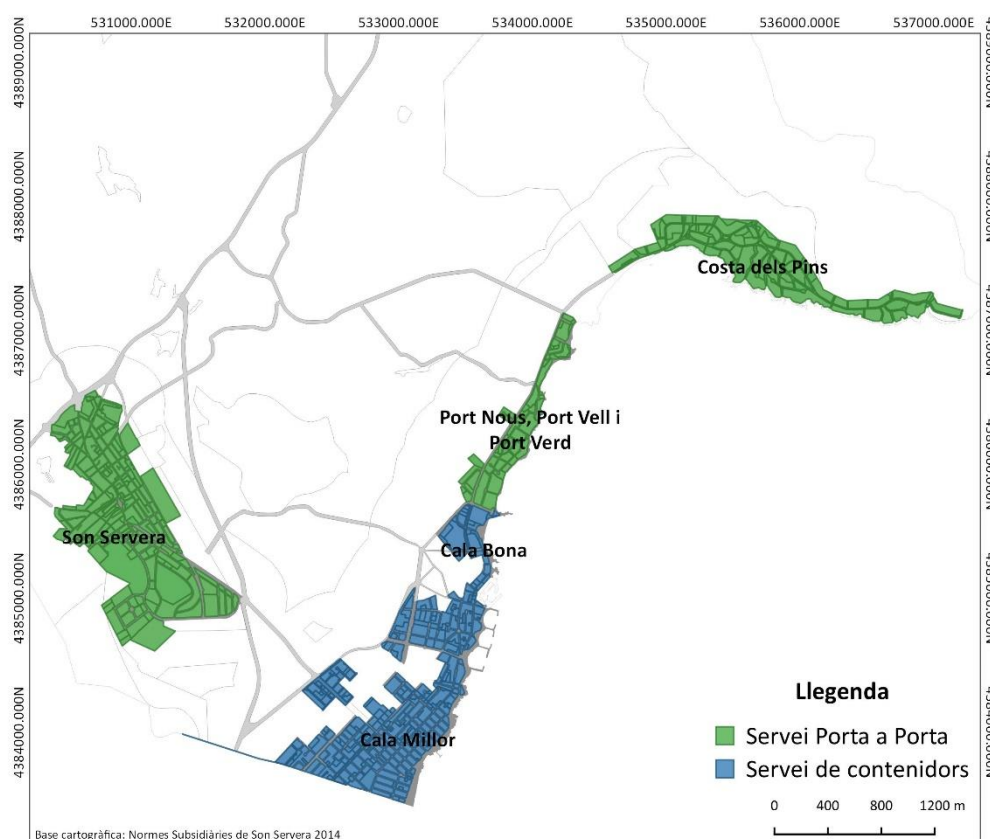 531000.000E 532000.000E 533000.000E 534000.000E 535000.000E 536000.000E 537000.000E
4389000.000N
4388000.000N
4387000.000N
4386000.000N
4385000.000N
4384000.000N
Costa dels Pins
Port Nous, Port Vell i
Port Verd
Son Servera
Cala Bona
Cala Millor
Llegenda
Servei Porta a Porta
Servei de contenidors
0 400 800 1200 m
Base cartogràfica: Normes Subsidiàries de Son Servera 2014